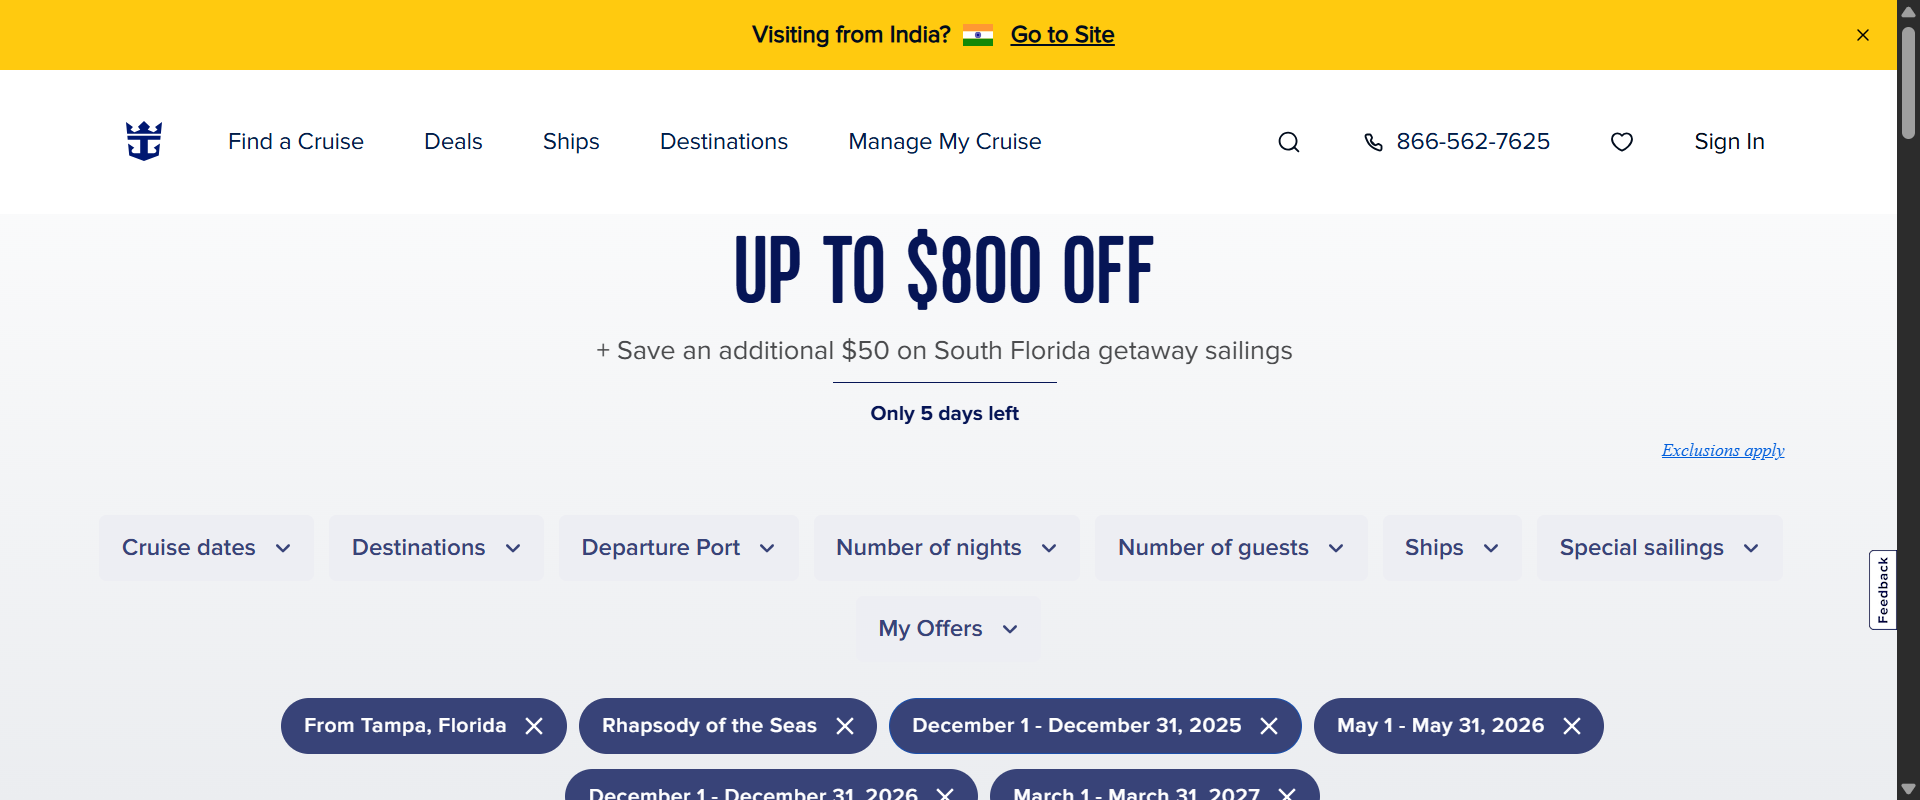 Visiting from India? Go to Site
Find a Cruise Deals Ships Destinations Manage My Cruise 866-562-7625 Sign In
UP TO $800 OFF
+ Save an additional $50 on South Florida getaway sailings
Only 5 days left
Exclusions apply
Cruise dates Destinations Departure Port Number of nights Number of guests Ships Special sailings
Feedback
My Offers
From Tampa, Florida Rhapsody of the Seas December 1 - December 31, 2025 May 1 - May 31, 2026
December 1 - December 31, 2026 March 1 - March 31, 2027